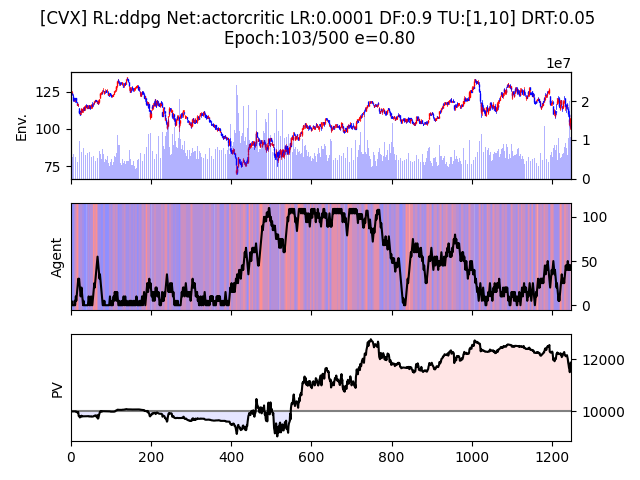 [CVX] RL:ddpg Net:actorcritic LR:0.0001 DF:0.9 TU:[1,10] DRT:0.05
Epoch:103/500 e=0.80
1e7
Env.
125
100
75
2
1
0
Agent
100
50
0
PV
12000
10000
0 200 400 600 800 1000 1200